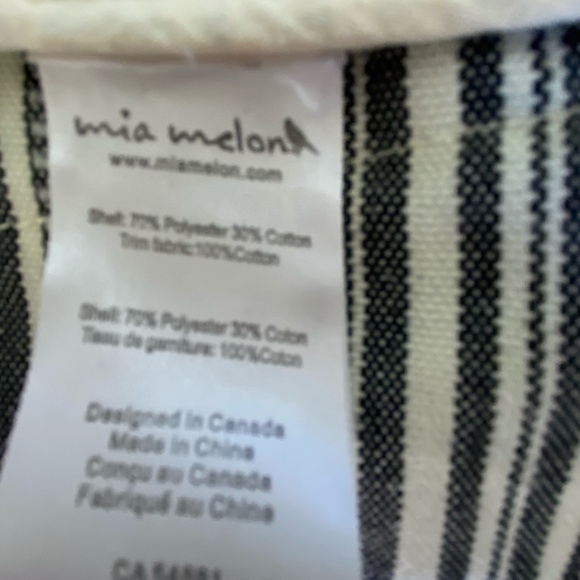 mia melon
www.miamelon.com
Shell: 70% Polyester 30% Cotton
Trim fabric:100%Cotton
Shell: 70% Polyester 30% Coton
Tissu de garniture: 100%Coton
Designed in Canada
Made in China
Conçu au Canada
Fabriqué au Chine
CA